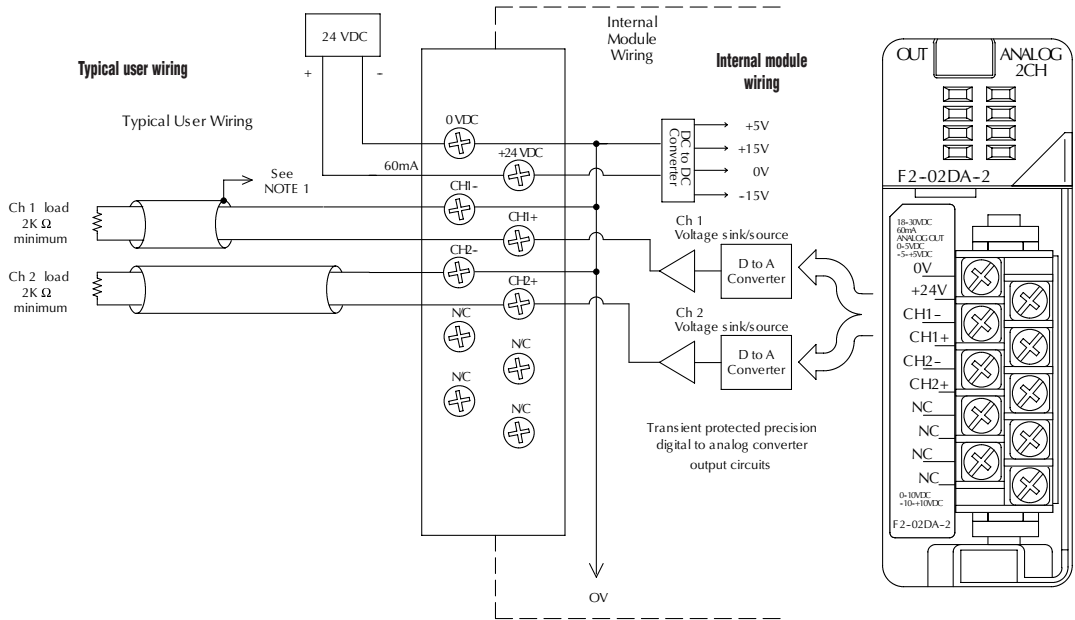 Typical user wiring
Typical User Wiring
24 VDC
+
-
60mA
See
NOTE 1
Ch 1 load
2K Ω
minimum
Ch 2 load
2K Ω
minimum
0 VDC
+24 VDC
CH1-
CH1+
CH2-
CH2+
N/C
N/C
N/C
N/C
Internal
Module
Wiring
Internal module
wiring
DC to DC
Converter
+5V
+15V
0V
-15V
Ch 1
Voltage sink/source
D to A
Converter
Ch 2
Voltage sink/source
D to A
Converter
Transient protected precision
digital to analog converter
output circuits
OV
OUT
ANALOG
2CH
F2-02DA-2
18-30VDC
60mA
ANALOG OUT
0-5VDC
-5-+5VDC
0V
+24V
CH1-
CH1+
CH2-
CH2+
NC
NC
NC
NC
0-10VDC
-10-+10VDC
F2-02DA-2